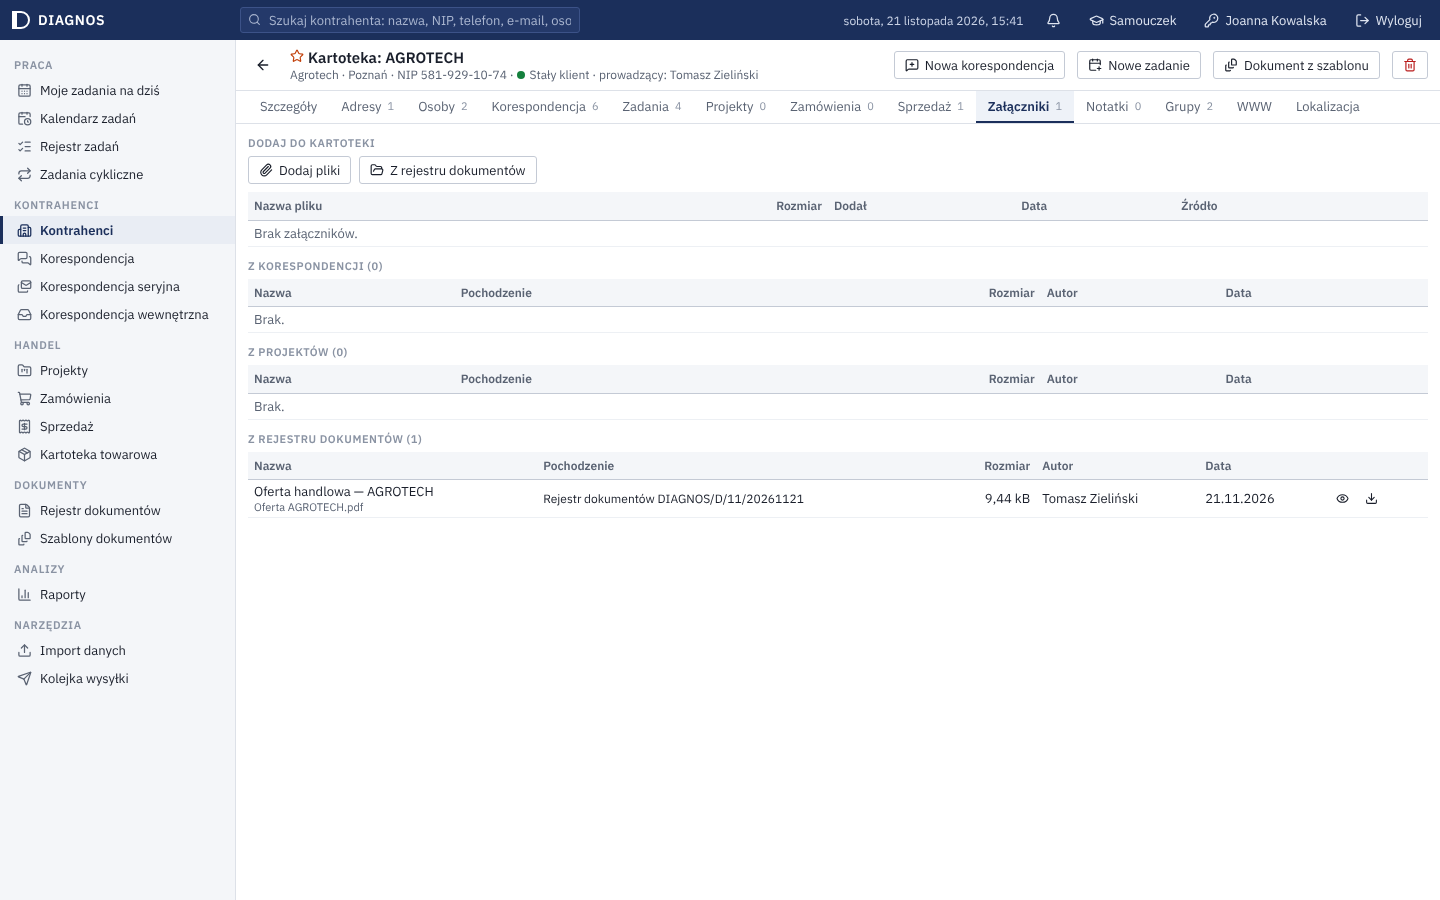 DIAGNOS
Szukaj kontrahenta: nazwa, NIP, telefon, e-mail, oso
sobota, 21 listopada 2026, 15:41
Samouczek
Joanna Kowalska
Wyloguj
PRACA
Moje zadania na dziś
Kalendarz zadań
Rejestr zadań
Zadania cykliczne
KONTRAHENCI
Kontrahenci
Korespondencja
Korespondencja seryjna
Korespondencja wewnętrzna
HANDEL
Projekty
Zamówienia
Sprzedaż
Kartoteka towarowa
DOKUMENTY
Rejestr dokumentów
Szablony dokumentów
ANALIZY
Raporty
NARZĘDZIA
Import danych
Kolejka wysyłki
Kartoteka: AGROTECH
Agrotech · Poznań · NIP 581-929-10-74 · Stały klient · prowadzący: Tomasz Zieliński
Nowa korespondencja
Nowe zadanie
Dokument z szablonu
Szczegóły Adresy 1 Osoby 2 Korespondencja 6 Zadania 4 Projekty 0 Zamówienia 0 Sprzedaż 1 Załączniki 1 Notatki 0 Grupy 2 WWW Lokalizacja
DODAJ DO KARTOTEKI
Dodaj pliki
Z rejestru dokumentów
Nazwa pliku Rozmiar Dodał Data Źródło
Brak załączników.
Z KORESPONDENCJI (0)
Nazwa Pochodzenie Rozmiar Autor Data
Brak.
Z PROJEKTÓW (0)
Nazwa Pochodzenie Rozmiar Autor Data
Brak.
Z REJESTRU DOKUMENTÓW (1)
Nazwa Pochodzenie Rozmiar Autor Data
Oferta handlowa — AGROTECH
Oferta AGROTECH.pdf
Rejestr dokumentów DIAGNOS/D/11/20261121 9,44 kB Tomasz Zieliński 21.11.2026